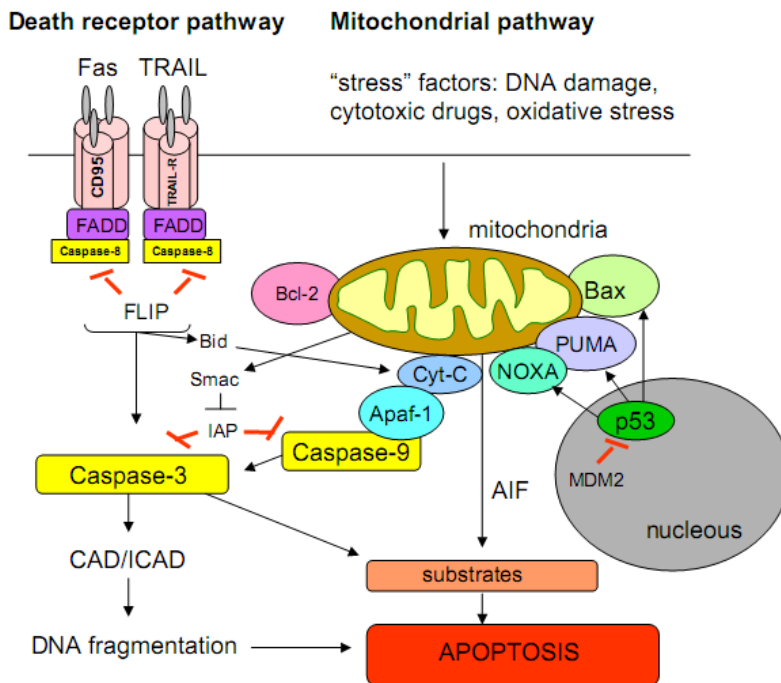 Death receptor pathway
Mitochondrial pathway
Fas TRAIL
"stress" factors: DNA damage,
cytotoxic drugs, oxidative stress
CD95
TRAIL-R
FADD
FADD
Caspase-8
Caspase-8
mitochondria
Bcl-2
Bax
FLIP
PUMA
Bid
NOXA
Cyt-C
Smac
Apaf-1
p53
IAP
Caspase-9
Caspase-3
MDM2
AIF
nucleous
CAD/ICAD
substrates
DNA fragmentation
APOPTOSIS